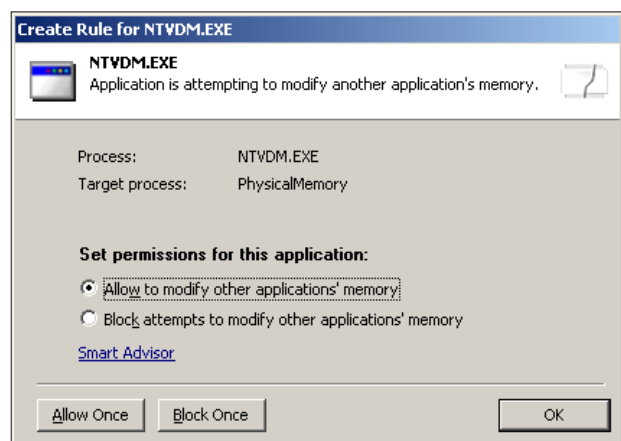 Create Rule for NTVDM.EXE
NTVDM.EXE
Application is attempting to modify another application's memory.
Process: NTVDM.EXE
Target process: PhysicalMemory
Set permissions for this application:
Allow to modify other applications' memory
Block attempts to modify other applications' memory
Smart Advisor
Allow Once Block Once OK